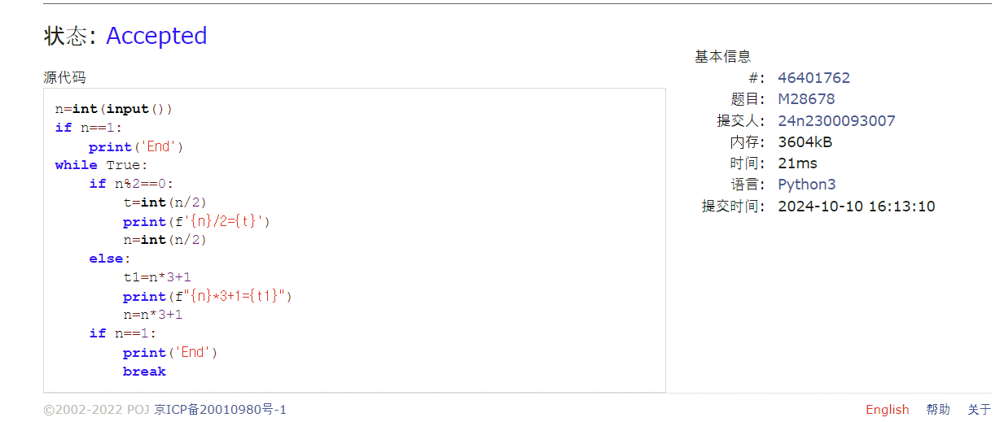 状态: Accepted
源代码
n=int(input())
if n==1:
    print('End')
while True:
    if n%2==0:
        t=int(n/2)
        print(f'{n}/2={t}')
        n=int(n/2)
    else:
        t1=n*3+1
        print(f"{n}*3+1={t1}")
        n=n*3+1
    if n==1:
        print('End')
        break
基本信息
#: 46401762
题目: M28678
提交人: 24n2300093007
内存: 3604kB
时间: 21ms
语言: Python3
提交时间: 2024-10-10 16:13:10
©2002-2022 POJ 京ICP备20010980号-1
English 帮助 关于